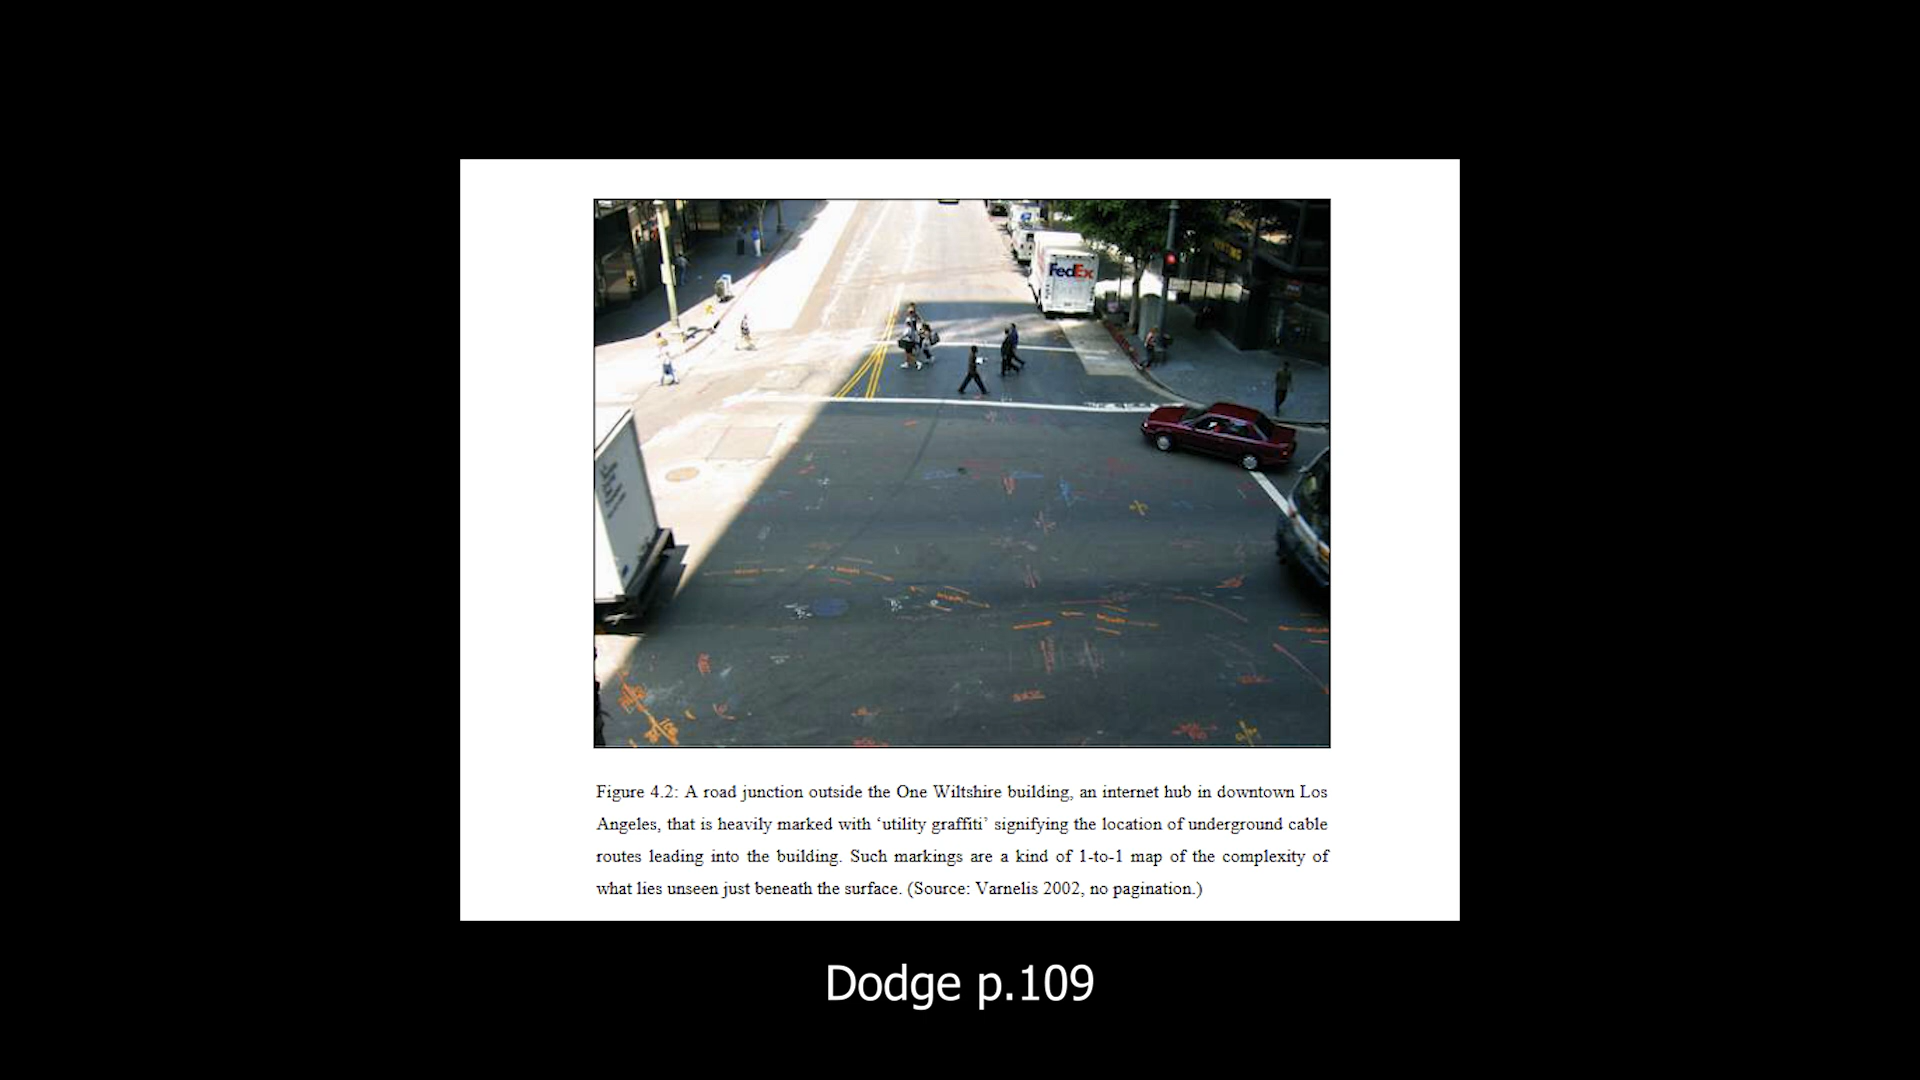 FedEx
Figure 4.2: A road junction outside the One Wiltshire building, an internet hub in downtown Los
Angeles, that is heavily marked with ‘utility graffiti’ signifying the location of underground cable
routes leading into the building. Such markings are a kind of 1-to-1 map of the complexity of
what lies unseen just beneath the surface. (Source: Varnelis 2002, no pagination.)
Dodge p.109